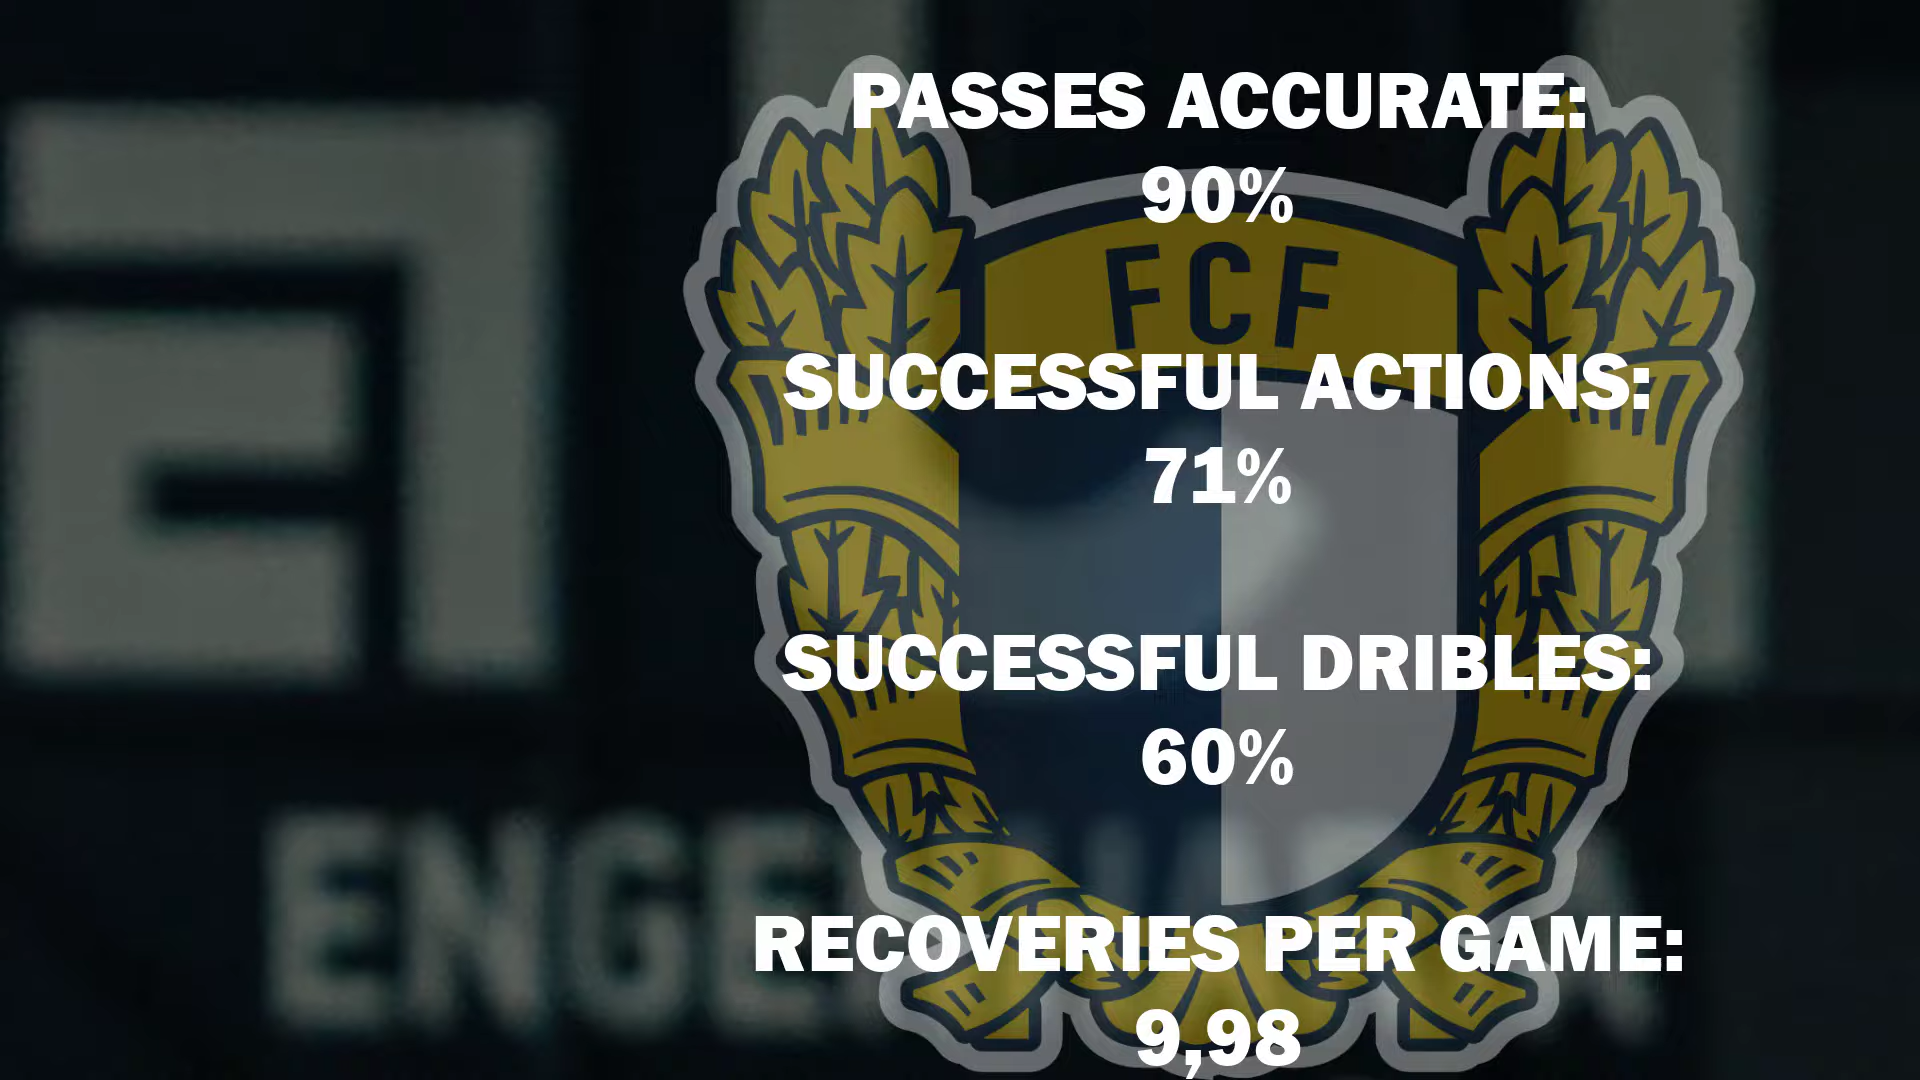 PASSES ACCURATE:
90%
FCF
SUCCESSFUL ACTIONS:
71%
SUCCESSFUL DRIBLES:
60%
RECOVERIES PER GAME:
9,98